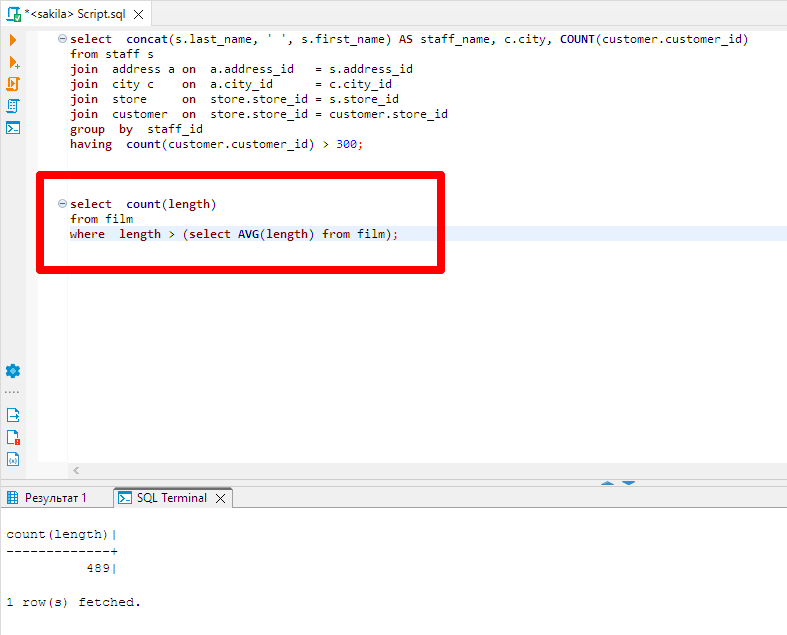 *<sakila> Script.sql
select  concat(s.last_name, ' ', s.first_name) AS staff_name, c.city, COUNT(customer.customer_id)
from staff s
join  address a on  a.address_id   = s.address_id
join  city c    on  a.city_id      = c.city_id
join  store     on  store.store_id = s.store_id
join  customer  on  store.store_id = customer.store_id
group  by  staff_id
having  count(customer.customer_id) > 300;
select  count(length)
from film
where  length > (select AVG(length) from film);
Результат 1
SQL Terminal
count(length)|
-------------+
          489|
1 row(s) fetched.